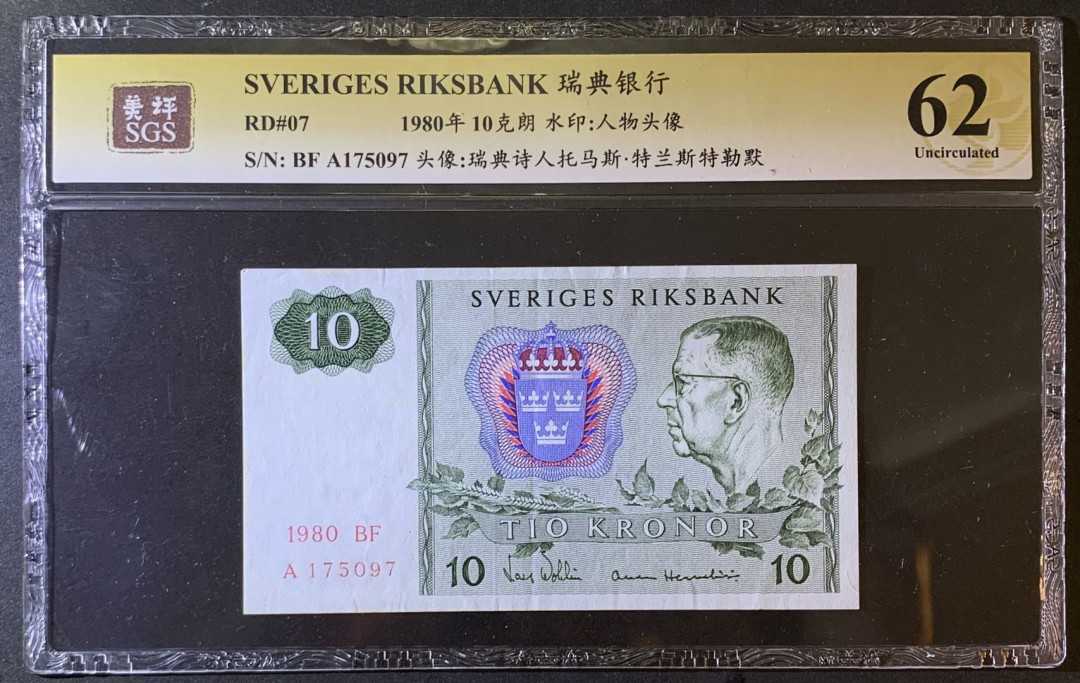 美评
SGS
SVERIGES RIKSBANK 瑞典银行
RD#07 1980年 10克朗 水印:人物头像
S/N: BF A175097 头像:瑞典诗人托马斯·特兰斯特勒默
62
Uncirculated
10
SVERIGES RIKSBANK
TIO KRONOR
1980 BF
A 175097
10
10